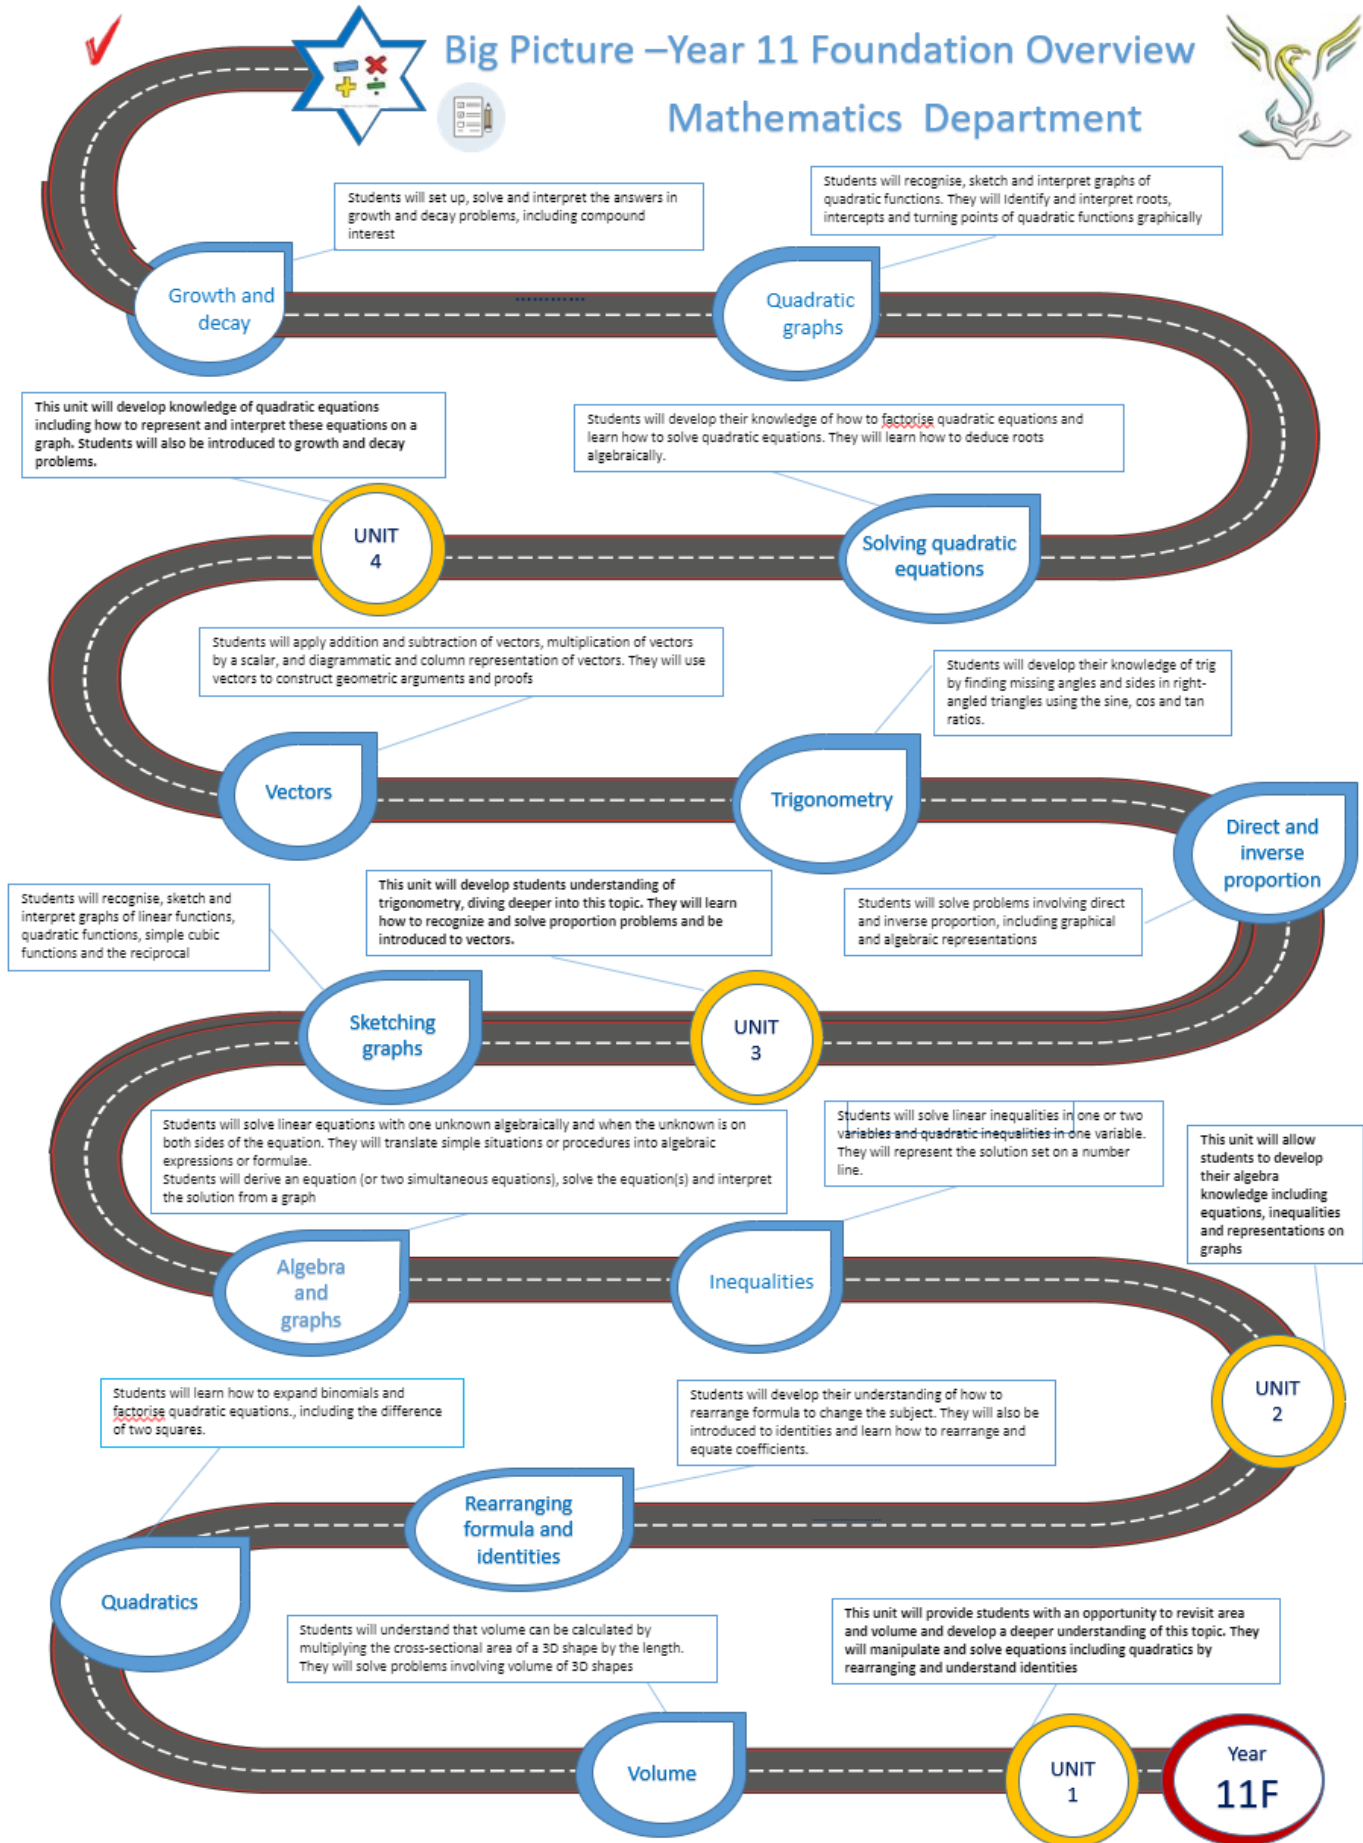 Big Picture –Year 11 Foundation Overview
Mathematics Department
Students will set up, solve and interpret the answers in
growth and decay problems, including compound
interest
Students will recognise, sketch and interpret graphs of
quadratic functions. They will Identify and interpret roots,
intercepts and turning points of quadratic functions graphically
Growth and
decay
Quadratic
graphs
This unit will develop knowledge of quadratic equations
including how to represent and interpret these equations on a
graph. Students will also be introduced to growth and decay
problems.
Students will develop their knowledge of how to factorise quadratic equations and
learn how to solve quadratic equations. They will learn how to deduce roots
algebraically.
UNIT
4
Solving quadratic
equations
Students will apply addition and subtraction of vectors, multiplication of vectors
by a scalar, and diagrammatic and column representation of vectors. They will use
vectors to construct geometric arguments and proofs
Students will develop their knowledge of trig
by finding missing angles and sides in right-
angled triangles using the sine, cos and tan
ratios.
Vectors
Trigonometry
Direct and
inverse
proportion
Students will recognise, sketch and
interpret graphs of linear functions,
quadratic functions, simple cubic
functions and the reciprocal
This unit will develop students understanding of
trigonometry, diving deeper into this topic. They will learn
how to recognize and solve proportion problems and be
introduced to vectors.
Students will solve problems involving direct
and inverse proportion, including graphical
and algebraic representations
Sketching
graphs
UNIT
3
Students will solve linear equations with one unknown algebraically and when the unknown is on
both sides of the equation. They will translate simple situations or procedures into algebraic
expressions or formulae.
Students will derive an equation (or two simultaneous equations), solve the equation(s) and interpret
the solution from a graph
Students will solve linear inequalities in one or two
variables and quadratic inequalities in one variable.
They will represent the solution set on a number
line.
This unit will allow
students to develop
their algebra
knowledge including
equations, inequalities
and representations on
graphs
Algebra
and
graphs
Inequalities
UNIT
2
Students will learn how to expand binomials and
factorise quadratic equations., including the difference
of two squares.
Students will develop their understanding of how to
rearrange formula to change the subject. They will also be
introduced to identities and learn how to rearrange and
equate coefficients.
Rearranging
formula and
identities
Quadratics
Students will understand that volume can be calculated by
multiplying the cross-sectional area of a 3D shape by the length.
They will solve problems involving volume of 3D shapes
This unit will provide students with an opportunity to revisit area
and volume and develop a deeper understanding of this topic. They
will manipulate and solve equations including quadratics by
rearranging and understand identities
Volume
UNIT
1
Year
11F